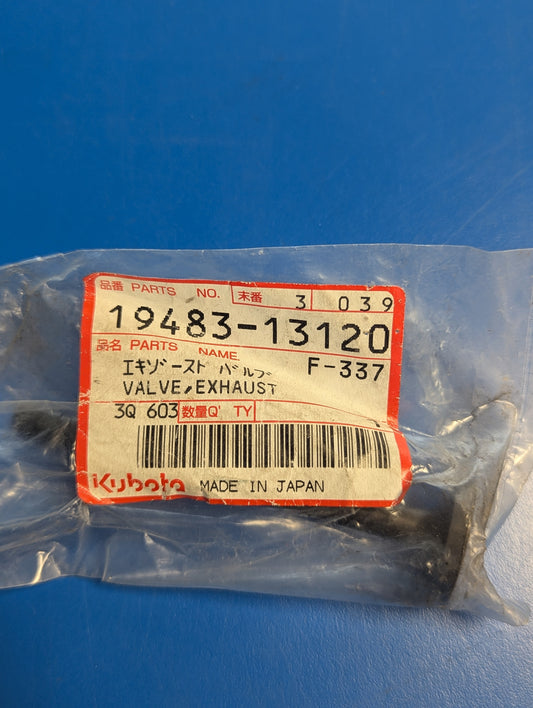 品番 PARTS NO. 末番 3 039
19483-13120
品名 PARTS NAME
エキゾースト バルブ F-337
VALVE,EXHAUST
3Q 603 数量Q'TY
Kubota MADE IN JAPAN